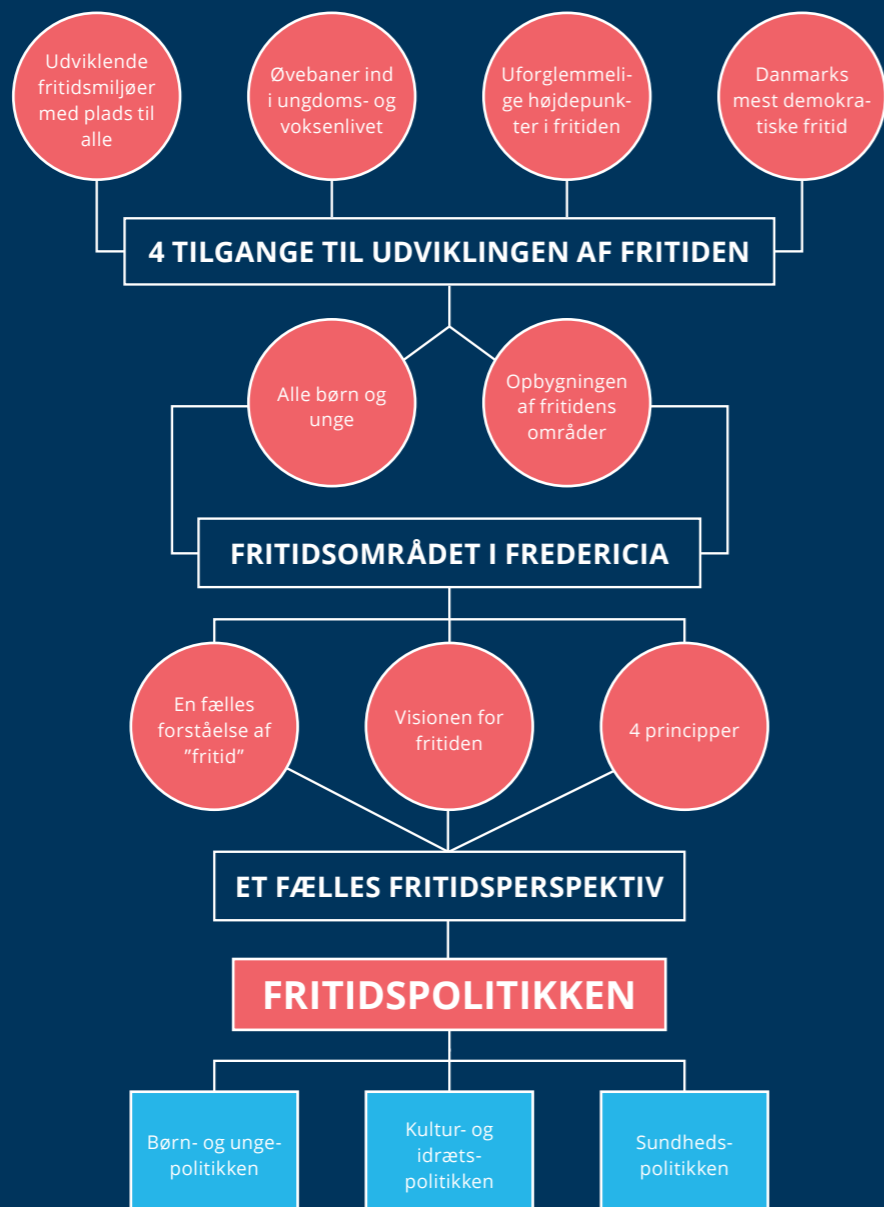 Udviklende
fritidsmiljøer
med plads til
alle
Øvebaner ind
i ungdoms- og
voksenlivet
Uforglemmeli-
ge højdepunk-
ter i fritiden
Danmarks
mest demokra-
tiske fritid
4 TILGANGE TIL UDVIKLINGEN AF FRITIDEN
Alle børn og
unge
Opbygningen
af fritidens
områder
FRITIDSOMRÅDET I FREDERICIA
En fælles
forståelse af
”fritid”
Visionen for
fritiden
4 principper
ET FÆLLES FRITIDSPERSPEKTIV
FRITIDSPOLITIKKEN
Børn- og unge-
politikken
Kultur- og
idræts-
politikken
Sundheds-
politikken